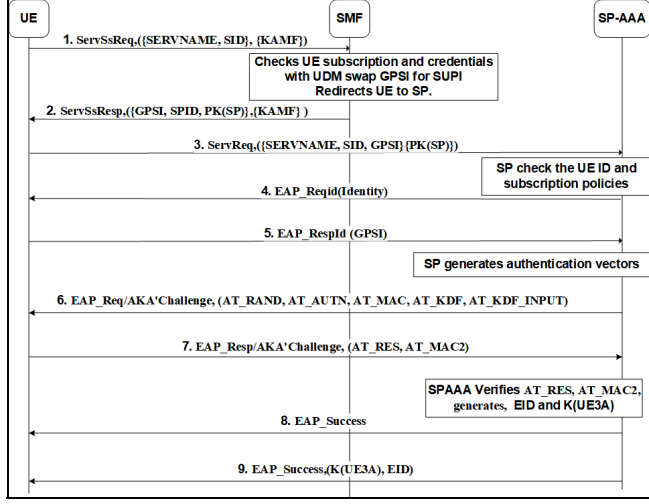 UE
SMF
SP-AAA
1. ServSsReq,({SERVNAME, SID}, {KAMF})
Checks UE subscription and credentials
with UDM swap GPSI for SUPI
Redirects UE to SP.
2. ServSsResp,({GPSI, SPID, PK(SP)},{KAMF} )
3. ServReq,({SERVNAME, SID, GPSI}{PK(SP)})
SP check the UE ID and
subscription policies
4. EAP_Reqid(Identity)
5. EAP_RespId (GPSI)
SP generates authentication vectors
6. EAP_Req/AKA'Challenge, (AT_RAND, AT_AUTN, AT_MAC, AT_KDF, AT_KDF_INPUT)
7. EAP_Resp/AKA'Challenge, (AT_RES, AT_MAC2)
SPAAA Verifies AT_RES, AT_MAC2,
generates, EID and K(UE3A)
8. EAP_Success
9. EAP_Success,(K(UE3A), EID)